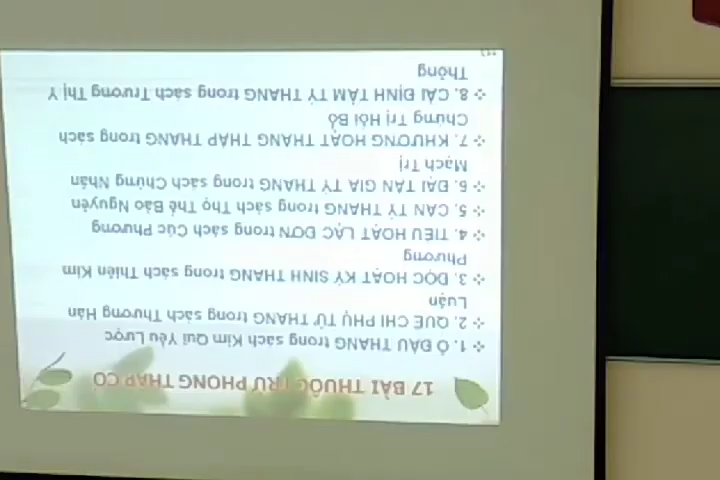 17 BÀI THUỐC TRỪ PHONG THẤP CỔ
❖ 1. Ô ĐẦU THANG trong sách Kim Quĩ Yếu Lược
❖ 2. QUẾ CHI PHỤ TỬ THANG trong sách Thương Hàn
Luận
❖ 3. ĐỘC HOẠT KÝ SINH THANG trong sách Thiên Kim
Phương
❖ 4. TIỂU HOẠT LẠC ĐƠN trong sách Cúc Phương
❖ 5. CAN TÝ THANG trong sách Thọ Thế Bảo Nguyên
❖ 6. ĐẠI TẦN GIA TÝ THANG trong sách Chứng Nhân
Mạch Trị
❖ 7. KHƯƠNG HOẠT THANG THẤP THANG trong sách
Chứng Trị Hối Bổ
❖ 8. CẢI ĐỊNH TAM TÝ THANG trong sách Trương Thị Y
Thông